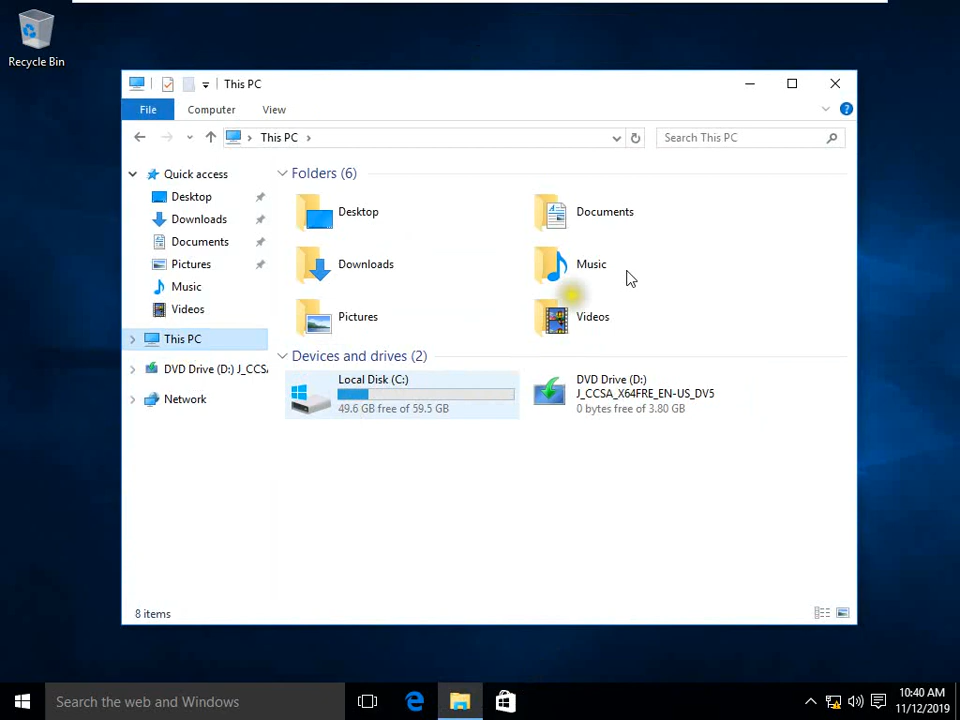 Recycle Bin
This PC
File
Computer
View
This PC
Search This PC
Quick access
Desktop
Downloads
Documents
Pictures
Music
Videos
This PC
DVD Drive (D:) J_CCSA
Network
Folders (6)
Desktop
Documents
Downloads
Music
Pictures
Videos
Devices and drives (2)
Local Disk (C:)
49.6 GB free of 59.5 GB
DVD Drive (D:)
J_CCSA_X64FRE_EN-US_DV5
0 bytes free of 3.80 GB
8 items
Search the web and Windows
10:40 AM
11/12/2019